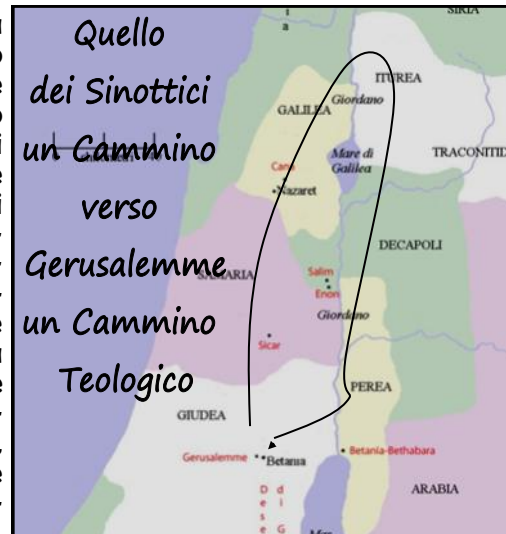 Quello
dei Sinottici
un Cammino
verso
Gerusalemme
un Cammino
Teologico
SIRIA
ITUREA
Giordano
GALILEA
Mare di
Galilea
TRACONITID
Cana
Nazaret
DECAPOLI
SAMARIA
Salim
Enon
Giordano
Sicar
PEREA
GIUDEA
Gerusalemme
Betania
Betania-Bethabara
ARABIA